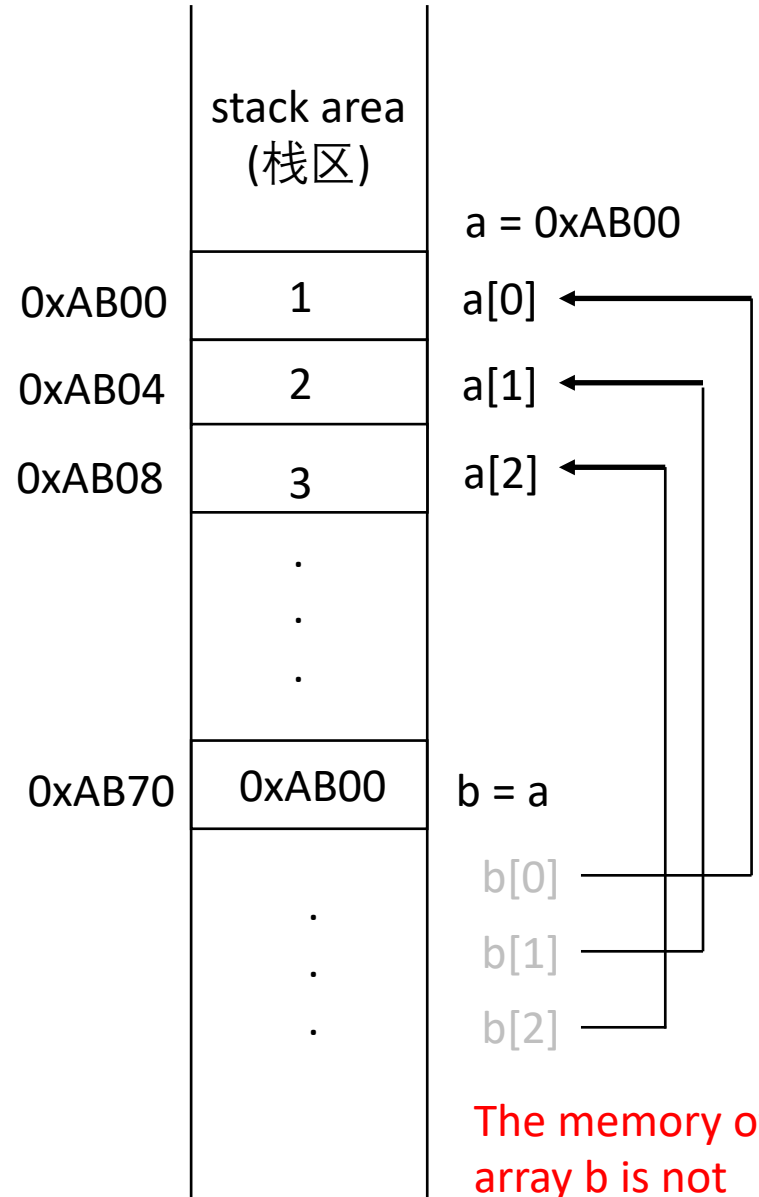 stack area
(栈区)
a = 0xAB00
0xAB00 1 a[0]
0xAB04 2 a[1]
0xAB08 3 a[2]
.
.
.
0xAB70 0xAB00 b = a
b[0]
.
b[1]
.
b[2]
.
The memory o
array b is not